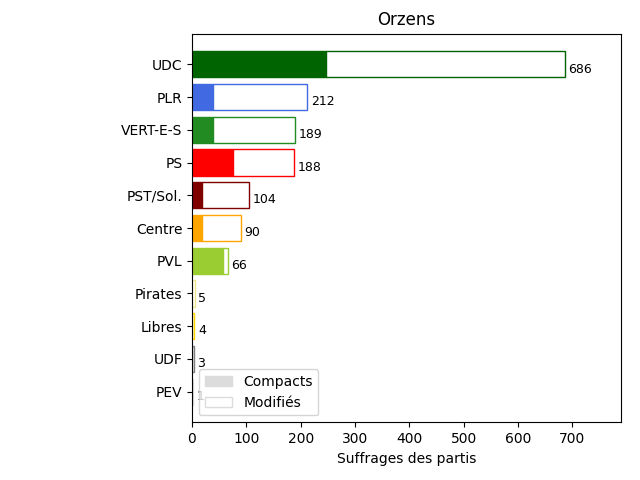 Orzens
UDC 686
PLR 212
VERT-E-S 189
PS 188
PST/Sol. 104
Centre 90
PVL 66
Pirates 5
Libres 4
UDF 3
PEV 1
Compacts
Modifiés
0 100 200 300 400 500 600 700
Suffrages des partis